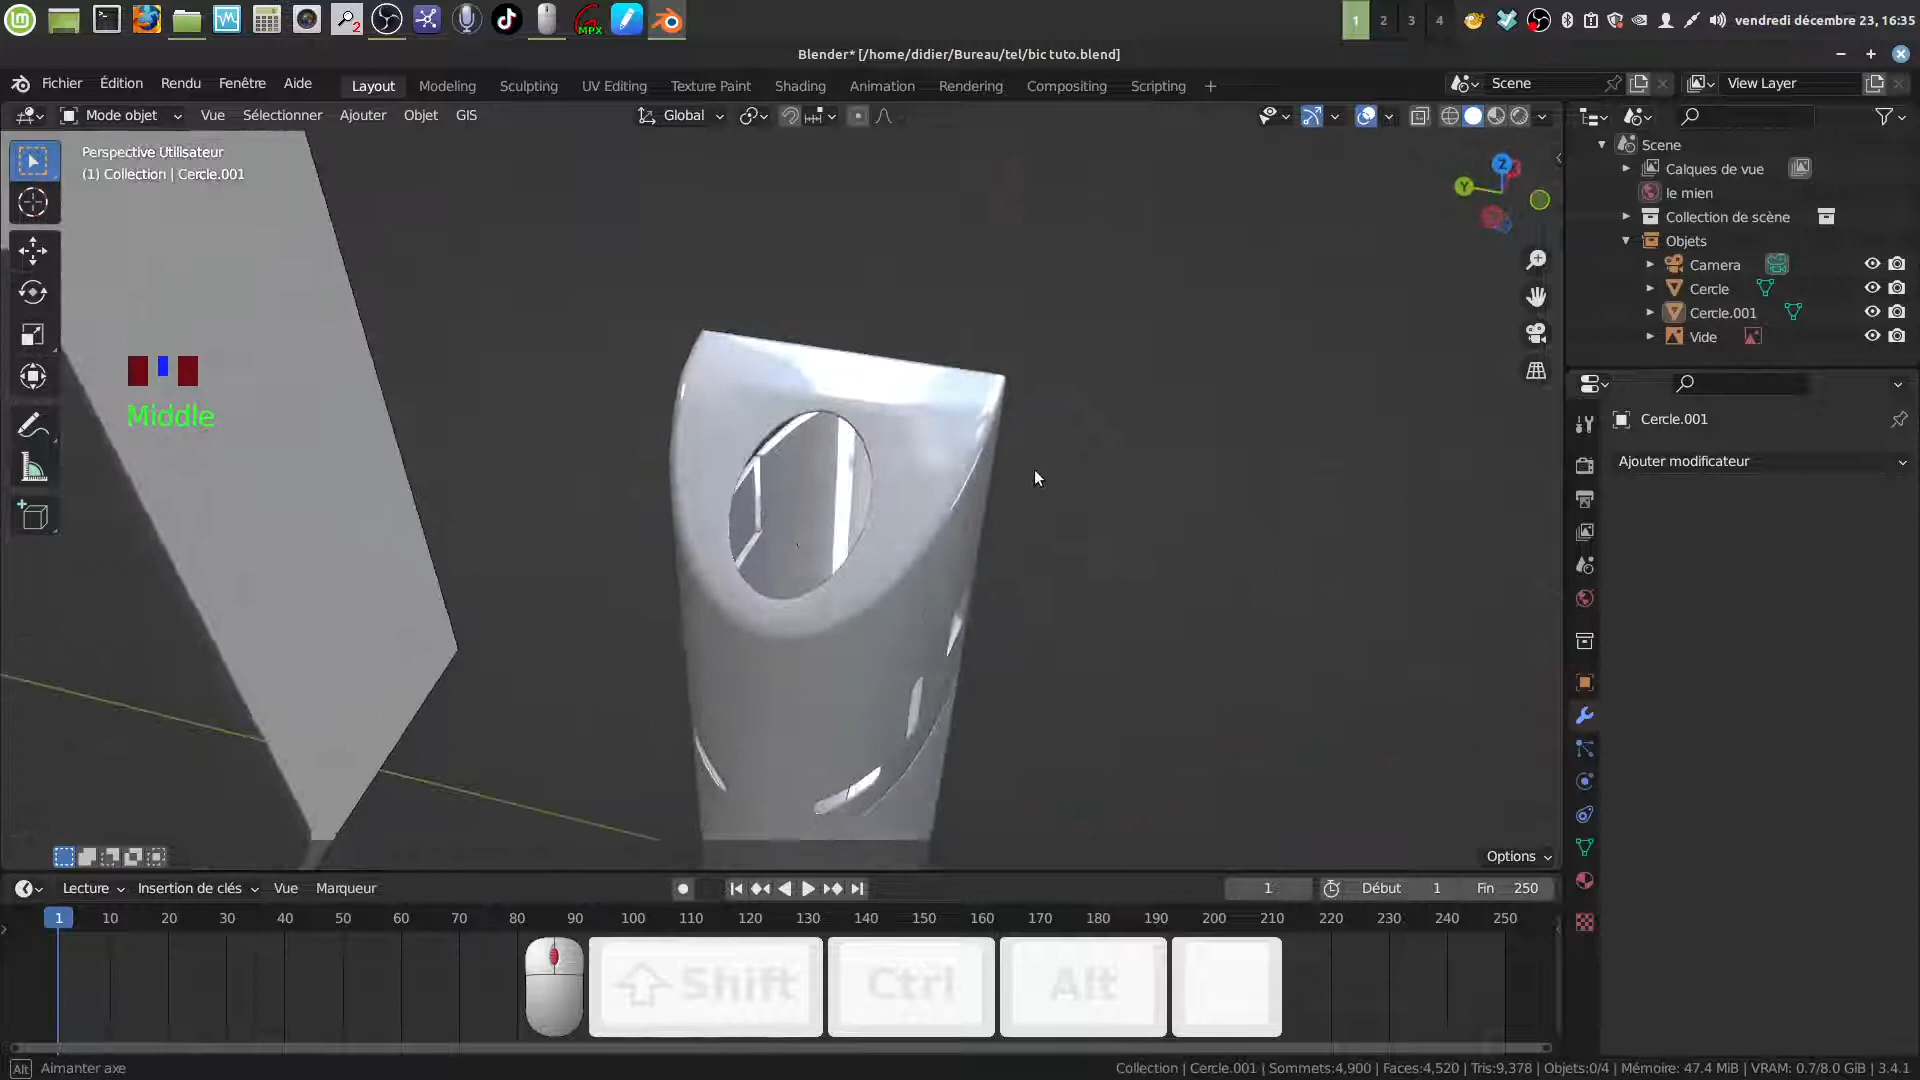 2
MPX
1 2 3 4
vendredi décembre 23, 16:35
Blender* [/home/didier/Bureau/tel/bic tuto.blend]
Fichier Édition Rendu Fenêtre Aide Layout Modeling Sculpting UV Editing Texture Paint Shading Animation Rendering Compositing Scripting Scene View Layer
Mode objet Vue Sélectionner Ajouter Objet GIS Global
Perspective Utilisateur
(1) Collection | Cercle.001
Z
Y
Scene
Calques de vue
le mien
Collection de scène
Objets
Camera
Cercle
Cercle.001
Vide
Middle
Cercle.001
Ajouter modificateur
Options
Lecture Insertion de clés Vue Marqueur 1 Début 1 Fin 250
1 10 20 30 40 50 60 70 80 90 100 110 120 130 140 150 160 170 180 190 200 210 220 230 240 250
Shift Ctrl Alt
Alt Aimanter axe
Collection | Cercle.001 | Sommets:4,900 | Faces:4,520 | Tris:9,378 | Objets:0/4 | Mémoire: 47.4 MiB | VRAM: 0.7/8.0 GiB | 3.4.1